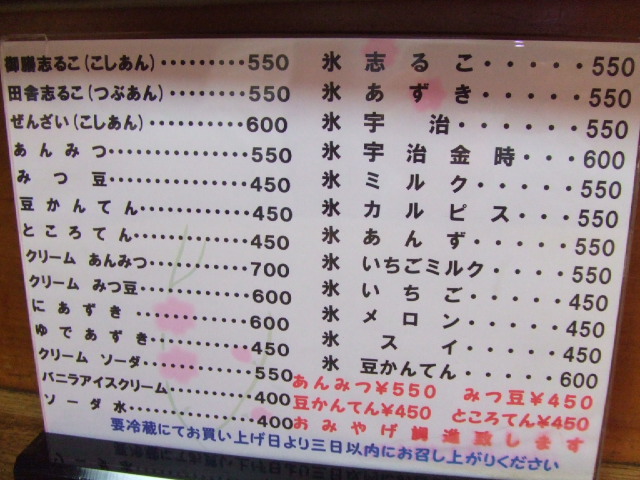 御膳志るこ(こしあん)・・・・・・・・・550
田舎志るこ(つぶあん)・・・・・・・・550
ぜんざい(こしあん)・・・・・・・・・・・600
あんみつ・・・・・・・・・・・・・550
みつ豆・・・・・・・・・・・・・・450
豆かんてん・・・・・・・・・・・450
ところてん・・・・・・・・・・・450
クリーム あんみつ・・・・・・・・・・700
クリーム みつ豆・・・・・・・・・・・600
にあずき・・・・・・・・・・・・600
ゆであずき・・・・・・・・・・・450
クリーム ソーダ・・・・・・・・・・・550
バニラアイスクリーム・・・・・・・・400
ソーダ水・・・・・・・・・・・・400
氷志るこ・・・・・550
氷あずき・・・・・550
氷宇治・・・・・・550
氷宇治金時・・・600
氷ミルク・・・・・550
氷カルピス・・・550
氷あんず・・・・・550
氷いちごミルク・・・・・550
氷いちご・・・・・450
氷メロン・・・・・450
氷スイ・・・・・450
氷豆かんてん・・・・・600
あんみつ¥550 みつ豆¥450
豆かんてん¥450 ところてん¥450
おみやげ調進致します
要冷蔵にてお買い上げ日より三日以内にお召し上がりください